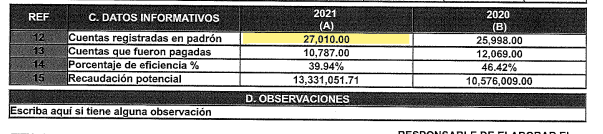 REF C. DATOS INFORMATIVOS 2021 (A) 2020 (B)
12 Cuentas registradas en padrón 27,010.00 25,998.00
13 Cuentas que fueron pagadas 10,787.00 12,069.00
14 Porcentaje de eficiencia % 39.94% 46.42%
15 Recaudación potencial 13,331,051.71 10,576,009.00
D. OBSERVACIONES
Escriba aquí si tiene alguna observación
RESPONSABLE DE ELABORAR EL